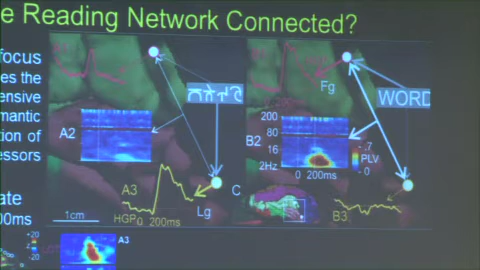 e Reading Network Connected?
focus
es the
ensive
mantic
tion of
essors
ate
00ms
A2
A3
HGP
0 200ms
1cm
Lg
C
Fg
WORD
B2
200
80
16
2Hz
0 200ms
.7
PLV
0
B3
20
0
-20
A3